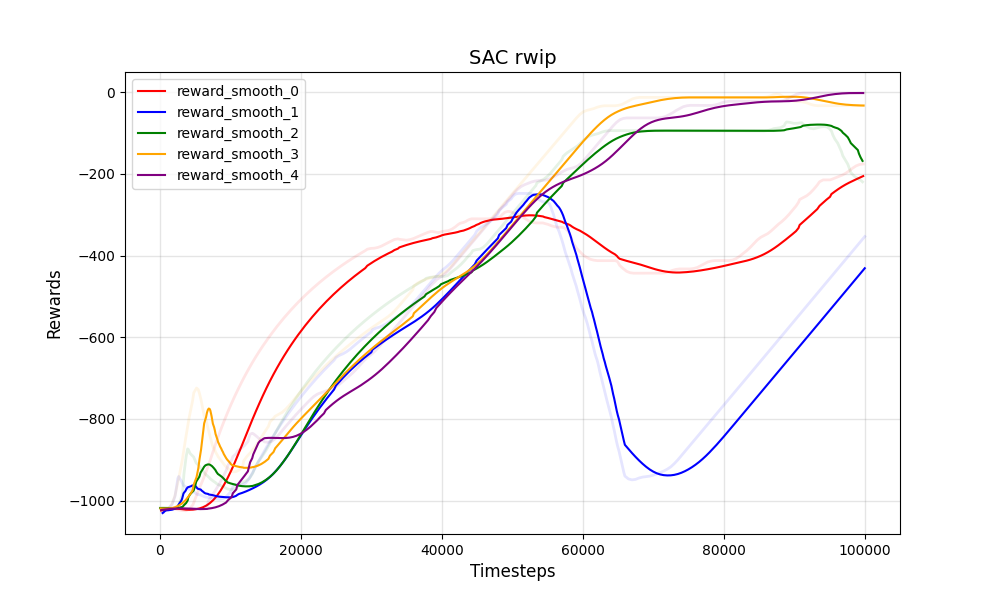 SAC rwip
reward_smooth_0
reward_smooth_1
reward_smooth_2
reward_smooth_3
reward_smooth_4
0
−200
−400
−600
−800
−1000
Rewards
0 20000 40000 60000 80000 100000
Timesteps